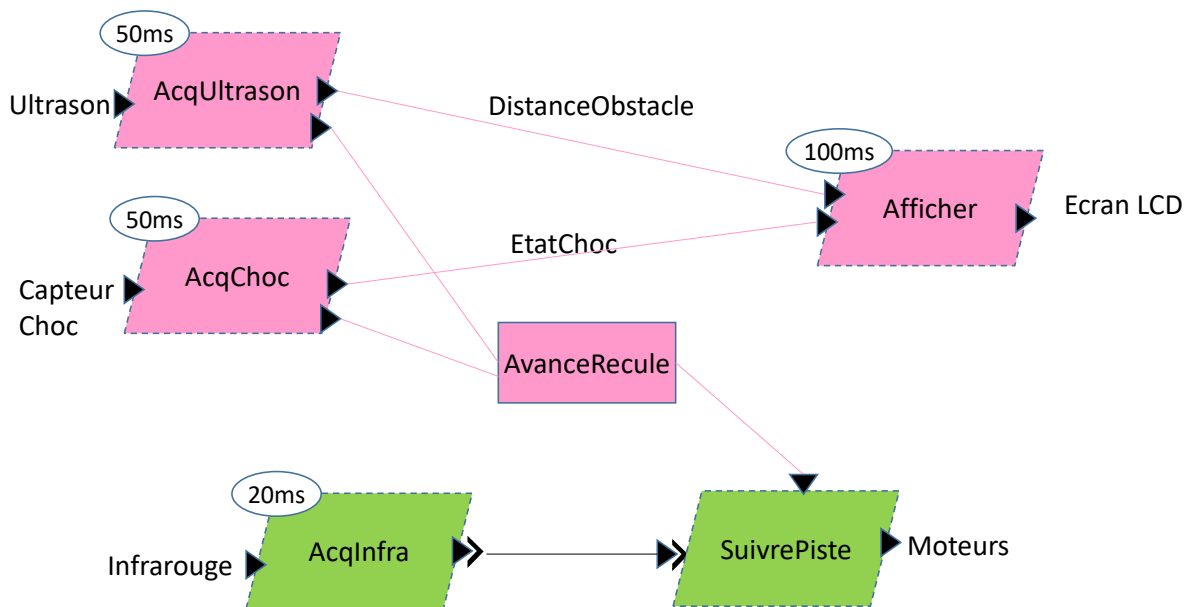 50ms
AcqUltrason
Ultrason
DistanceObstacle
100ms
Afficher
Ecran LCD
50ms
AcqChoc
EtatChoc
Capteur
Choc
AvanceRecule
20ms
AcqInfra
SuivrePiste
Moteurs
Infrarouge